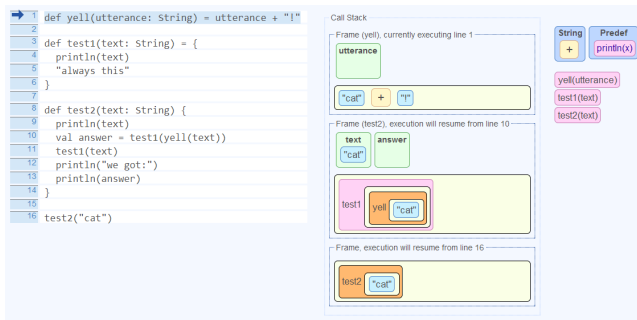 1 def yell(utterance: String) = utterance + "!"
2
3 def test1(text: String) = {
4 println(text)
5 "always this"
6 }
7
8 def test2(text: String) {
9 println(text)
10 val answer = test1(yell(text))
11 test1(text)
12 println("we got:")
13 println(answer)
14 }
15
16 test2("cat")
Call Stack
Frame (yell), currently executing line 1
utterance
"cat" + "!"
Frame (test2), execution will resume from line 10
text answer
"cat"
test1 yell "cat"
Frame, execution will resume from line 16
test2 "cat"
String Predef
+ println(x)
yell(utterance)
test1(text)
test2(text)